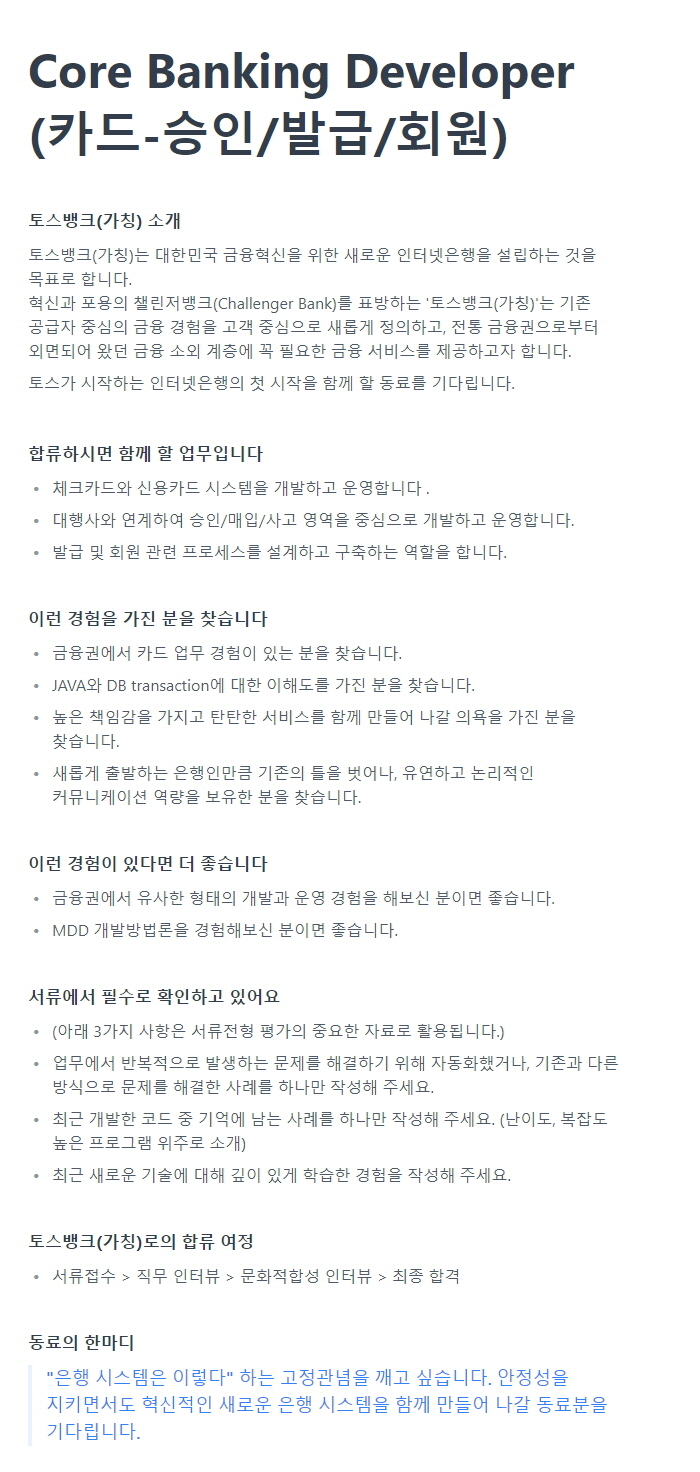 Core Banking Developer
(카드-승인/발급/회원)
토스뱅크(가칭) 소개
토스뱅크(가칭)는 대한민국 금융혁신을 위한 새로운 인터넷은행을 설립하는 것을
목표로 합니다.
혁신과 포용의 챌린저뱅크(Challenger Bank)를 표방하는 '토스뱅크(가칭)'는 기존
공급자 중심의 금융 경험을 고객 중심으로 새롭게 정의하고, 전통 금융권으로부터
외면되어 왔던 금융 소외 계층에 꼭 필요한 금융 서비스를 제공하고자 합니다.
토스가 시작하는 인터넷은행의 첫 시작을 함께 할 동료를 기다립니다.
합류하시면 함께 할 업무입니다
• 체크카드와 신용카드 시스템을 개발하고 운영합니다 .
• 대행사와 연계하여 승인/매입/사고 영역을 중심으로 개발하고 운영합니다.
• 발급 및 회원 관련 프로세스를 설계하고 구축하는 역할을 합니다.
이런 경험을 가진 분을 찾습니다
• 금융권에서 카드 업무 경험이 있는 분을 찾습니다.
• JAVA와 DB transaction에 대한 이해도를 가진 분을 찾습니다.
• 높은 책임감을 가지고 탄탄한 서비스를 함께 만들어 나갈 의욕을 가진 분을
찾습니다.
• 새롭게 출발하는 은행인만큼 기존의 틀을 벗어나, 유연하고 논리적인
커뮤니케이션 역량을 보유한 분을 찾습니다.
이런 경험이 있다면 더 좋습니다
• 금융권에서 유사한 형태의 개발과 운영 경험을 해보신 분이면 좋습니다.
• MDD 개발방법론을 경험해보신 분이면 좋습니다.
서류에서 필수로 확인하고 있어요
• (아래 3가지 사항은 서류전형 평가의 중요한 자료로 활용됩니다.)
• 업무에서 반복적으로 발생하는 문제를 해결하기 위해 자동화했거나, 기존과 다른
방식으로 문제를 해결한 사례를 하나만 작성해 주세요.
• 최근 개발한 코드 중 기억에 남는 사례를 하나만 작성해 주세요. (난이도, 복잡도
높은 프로그램 위주로 소개)
• 최근 새로운 기술에 대해 깊이 있게 학습한 경험을 작성해 주세요.
토스뱅크(가칭)로의 합류 여정
• 서류접수 > 직무 인터뷰 > 문화적합성 인터뷰 > 최종 합격
동료의 한마디
"은행 시스템은 이렇다" 하는 고정관념을 깨고 싶습니다. 안정성을
지키면서도 혁신적인 새로운 은행 시스템을 함께 만들어 나갈 동료분을
기다립니다.